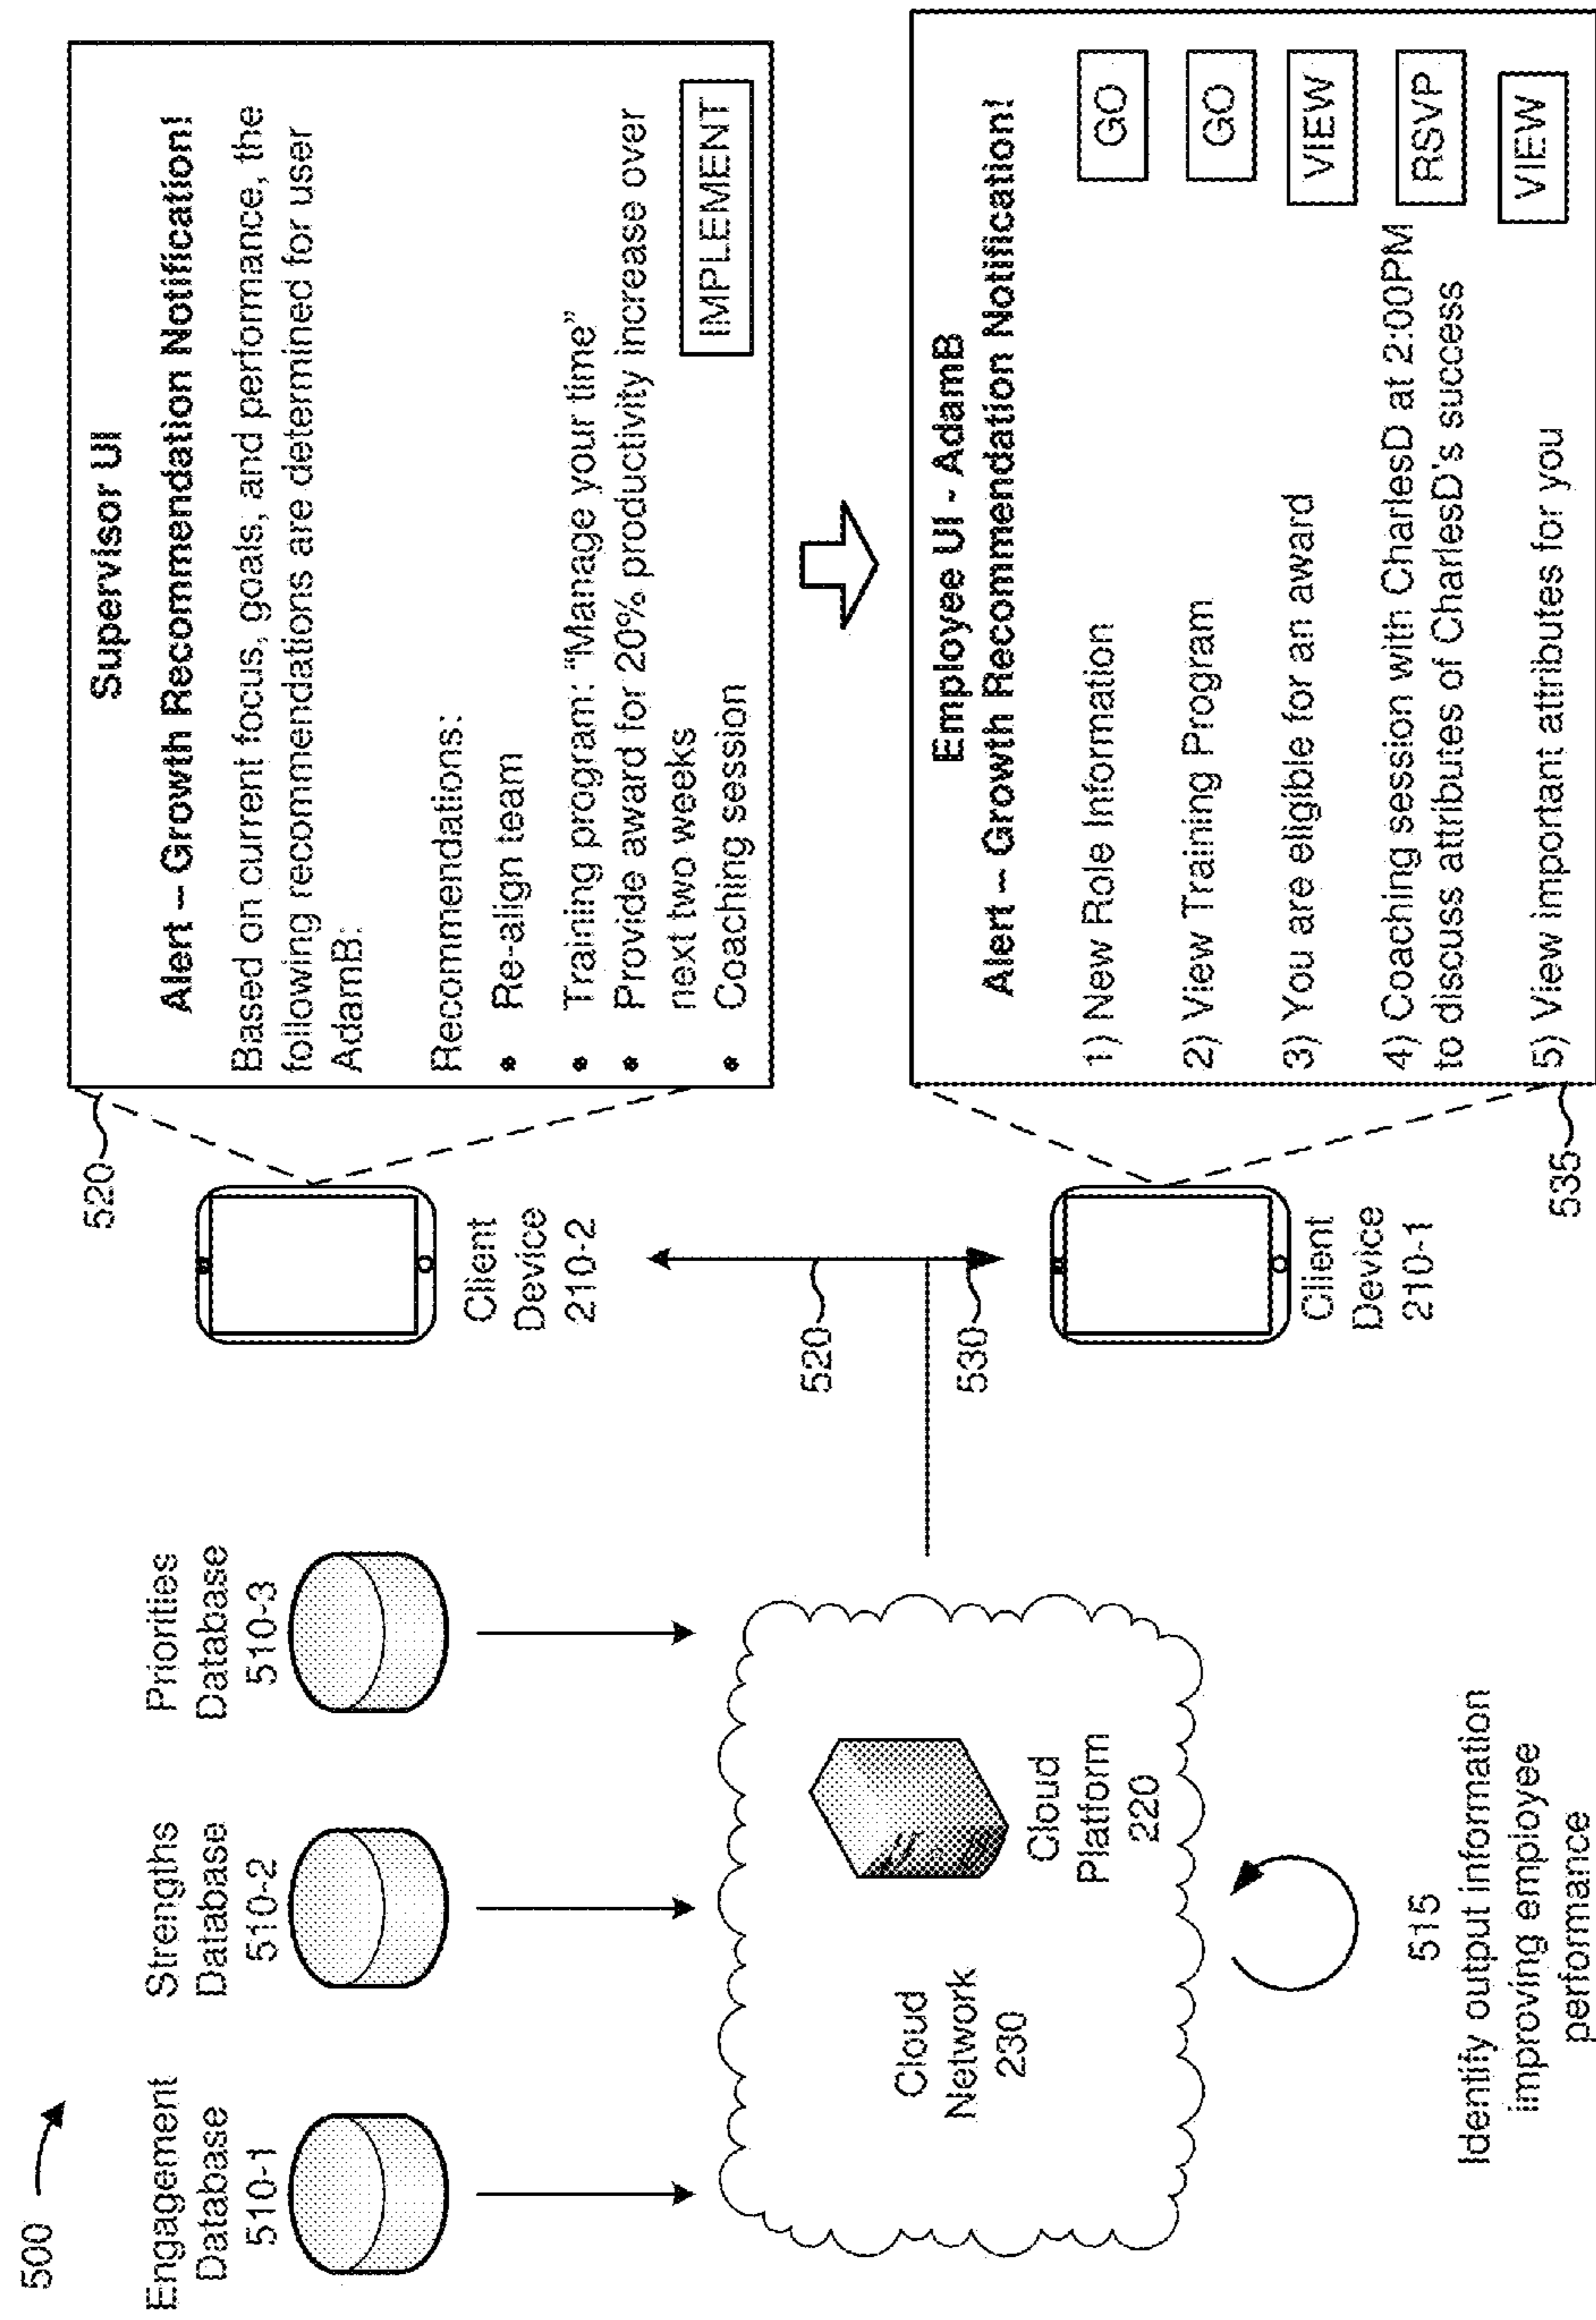 500
Engagement
Database
510-1
Strengths
Database
510-2
Priorities
Database
510-3
Cloud
Network
230
Cloud
Platform
220
515
Identify output information
improving employee
performance
520
530
Client
Device
210-2
Client
Device
210-1
520
Supervisor UI
Alert – Growth Recommendation Notification!
Based on current focus, goals, and performance, the
following recommendations are determined for user
AdamB:
Recommendations:
• Re-align team
• Training program: "Manage your time"
• Provide award for 20% productivity increase over
next two weeks
• Coaching session
IMPLEMENT
535
Employee UI - AdamB
Alert – Growth Recommendation Notification!
1) New Role Information GO
2) View Training Program GO
3) You are eligible for an award VIEW
4) Coaching session with CharlesD at 2:00PM RSVP
to discuss attributes of CharlesD's success
5) View important attributes for you VIEW